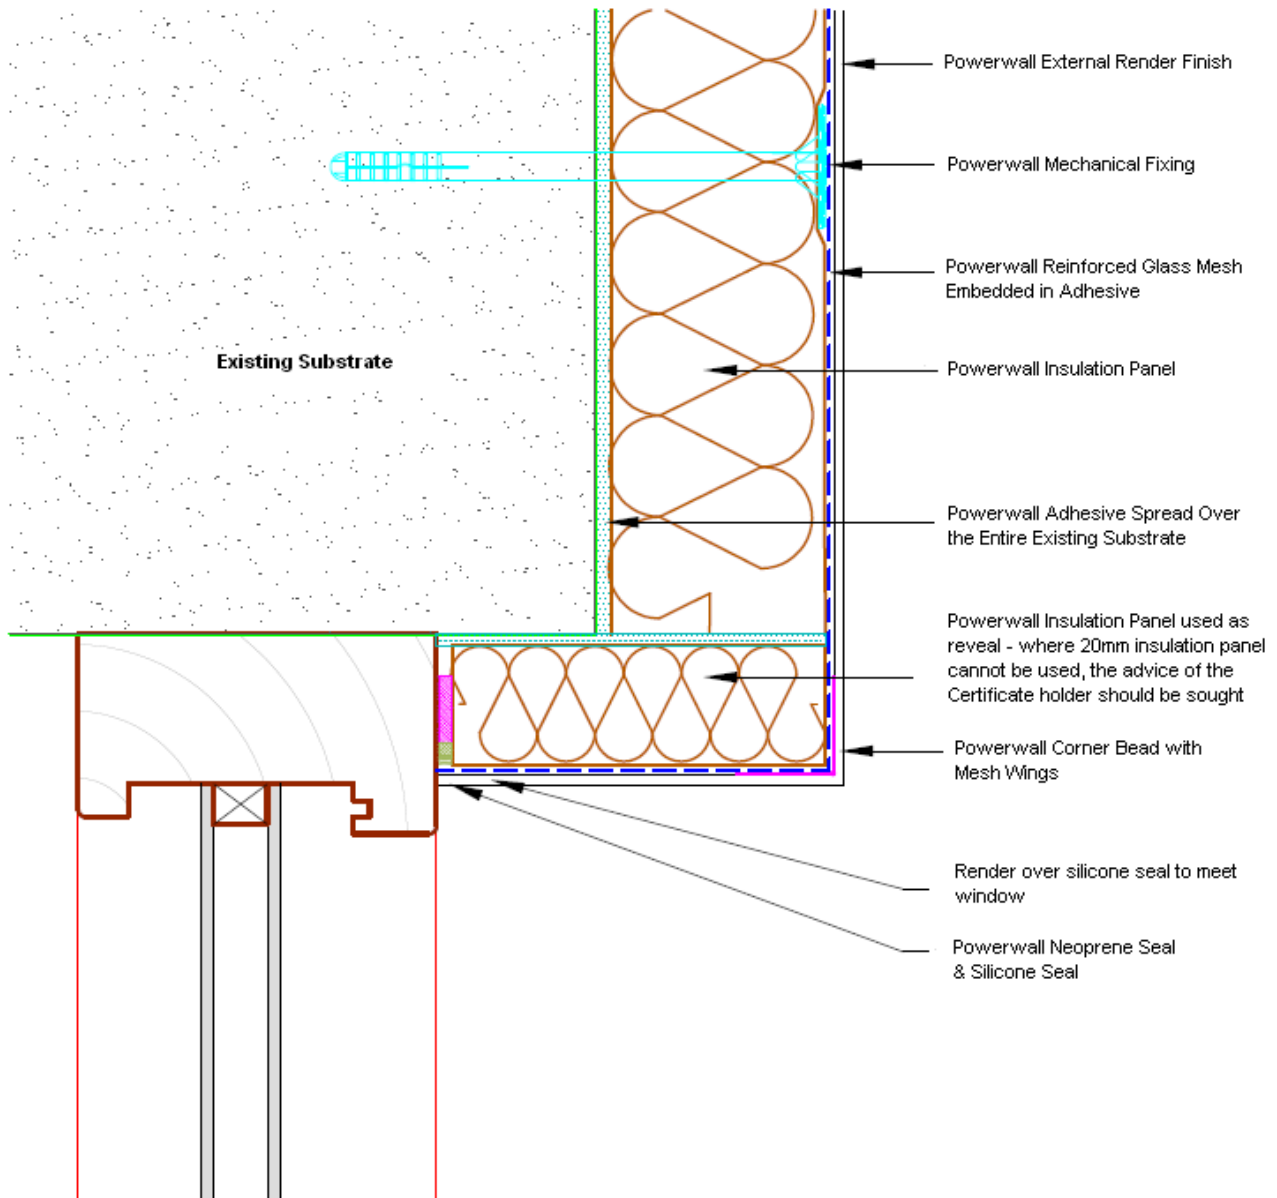 Powerwall External Render Finish
Powerwall Mechanical Fixing
Powerwall Reinforced Glass Mesh
Embedded in Adhesive
Existing Substrate
Powerwall Insulation Panel
Powerwall Adhesive Spread Over
the Entire Existing Substrate
Powerwall Insulation Panel used as
reveal - where 20mm insulation panel
cannot be used, the advice of the
Certificate holder should be sought
Powerwall Corner Bead with
Mesh Wings
Render over silicone seal to meet
window
Powerwall Neoprene Seal
& Silicone Seal